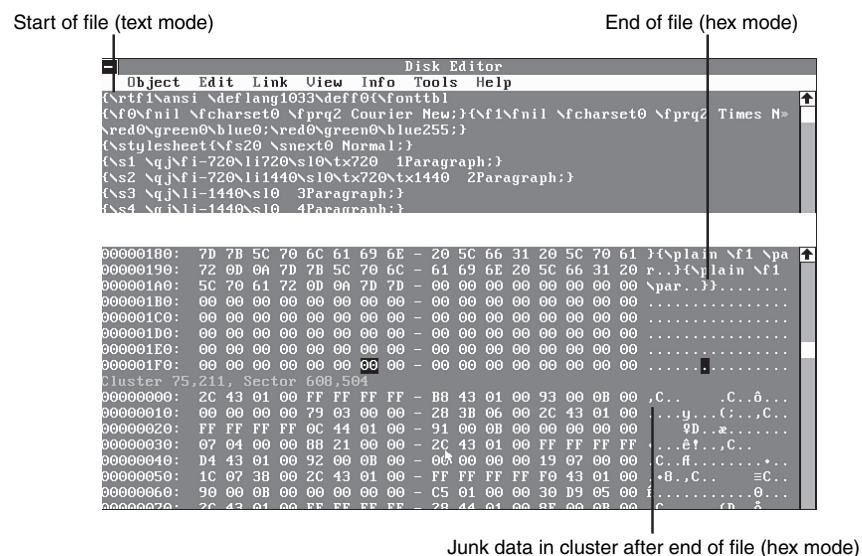 Start of file (text mode)
End of file (hex mode)
Disk Editor
Object Edit Link View Info Tools Help
{\rtf1\ansi \deflang1033\deff0{\fonttbl
{\f0\fnil \fcharset0 \fprq2 Courier New;}{\f1\fnil \fcharset0 \fprq2 Times N»
\red0\green0\blue0;\red0\green0\blue255;}
{\stylesheet{\fs20 \snext0 Normal;}
{\s1 \qj\fi-720\li720\sl0\tx720 1Paragraph;}
{\s2 \qj\fi-720\li1440\sl0\tx720\tx1440 2Paragraph;}
{\s3 \qj\li-1440\sl0 3Paragraph;}
{\s4 \qj\li-1440\sl0 4Paragraph;}
00000180: 7D 7B 5C 70 6C 61 69 6E - 20 5C 66 31 20 5C 70 61 }{\plain \f1 \pa
00000190: 72 0D 0A 7D 7B 5C 70 6C - 61 69 6E 20 5C 66 31 20 r..}{\plain \f1
000001A0: 5C 70 61 72 0D 0A 7D 7D - 00 00 00 00 00 00 00 00 \par..}}........
000001B0: 00 00 00 00 00 00 00 00 - 00 00 00 00 00 00 00 00 ................
000001C0: 00 00 00 00 00 00 00 00 - 00 00 00 00 00 00 00 00 ................
000001D0: 00 00 00 00 00 00 00 00 - 00 00 00 00 00 00 00 00 ................
000001E0: 00 00 00 00 00 00 00 00 - 00 00 00 00 00 00 00 00 ................
000001F0: 00 00 00 00 00 00 00 00 - 00 00 00 00 00 00 00 00 ................
Cluster 75,211, Sector 608,504
00000000: 2C 43 01 00 FF FF FF FF - B8 43 01 00 93 00 0B 00 ,C.. .C..ô..
00000010: 00 00 00 00 79 03 00 00 - 28 3B 06 00 2C 43 01 00 ....y...(;..,C..
00000020: FF FF FF FF 0C 44 01 00 - 91 00 0B 00 00 00 00 00 ♀D..æ.......
00000030: 07 04 00 00 88 21 00 00 - 2C 43 01 00 FF FF FF FF ....ê!..,C..
00000040: D4 43 01 00 92 00 0B 00 - 00 00 00 00 19 07 00 00
00000050: 1C 07 38 00 2C 43 01 00 - FF FF FF FF F0 43 01 00 ..8.,C.. ≡C..
00000060: 90 00 0B 00 00 00 00 00 - C5 01 00 00 30 D9 05 00
00000070: 2C 43 01 00 FF FF FF FF - 28 44 01 00 8F 00 0B 00
Junk data in cluster after end of file (hex mode)